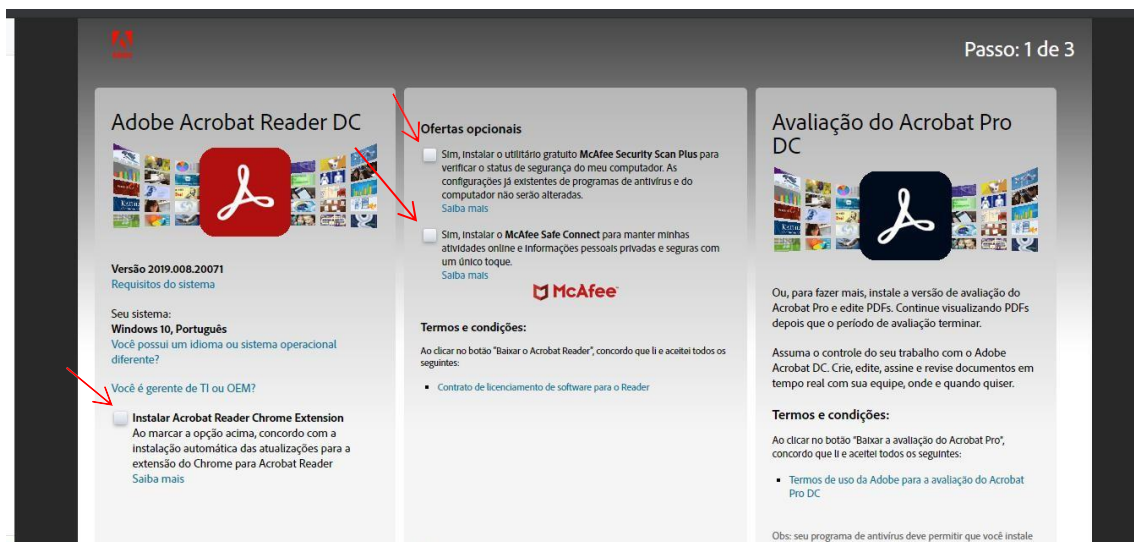 Passo: 1 de 3
Adobe Acrobat Reader DC
Versão 2019.008.20071
Requisitos do sistema
Seu sistema:
Windows 10, Português
Você possui um idioma ou sistema operacional
diferente?
Você é gerente de TI ou OEM?
Instalar Acrobat Reader Chrome Extension
Ao marcar a opção acima, concordo com a
instalação automática das atualizações para a
extensão do Chrome para Acrobat Reader
Saiba mais
Ofertas opcionais
Sim, instalar o utilitário gratuito McAfee Security Scan Plus para
verificar o status de segurança do meu computador. As
configurações já existentes de programas de antivírus e do
computador não serão alteradas.
Saiba mais
Sim, instalar o McAfee Safe Connect para manter minhas
atividades online e informações pessoais privadas e seguras com
um único toque.
Saiba mais
McAfee
Termos e condições:
Ao clicar no botão "Baixar o Acrobat Reader", concordo que li e aceitei todos os
seguintes:
Contrato de licenciamento de software para o Reader
Avaliação do Acrobat Pro
DC
Ou, para fazer mais, instale a versão de avaliação do
Acrobat Pro e edite PDFs. Continue visualizando PDFs
depois que o período de avaliação terminar.
Assuma o controle do seu trabalho com o Adobe
Acrobat DC. Crie, edite, assine e revise documentos em
tempo real com sua equipe, onde e quando quiser.
Termos e condições:
Ao clicar no botão "Baixar a avaliação do Acrobat Pro",
concordo que li e aceitei todos os seguintes:
Termos de uso da Adobe para a avaliação do Acrobat
Pro DC
Obs: seu programa de antivírus deve permitir que você instale